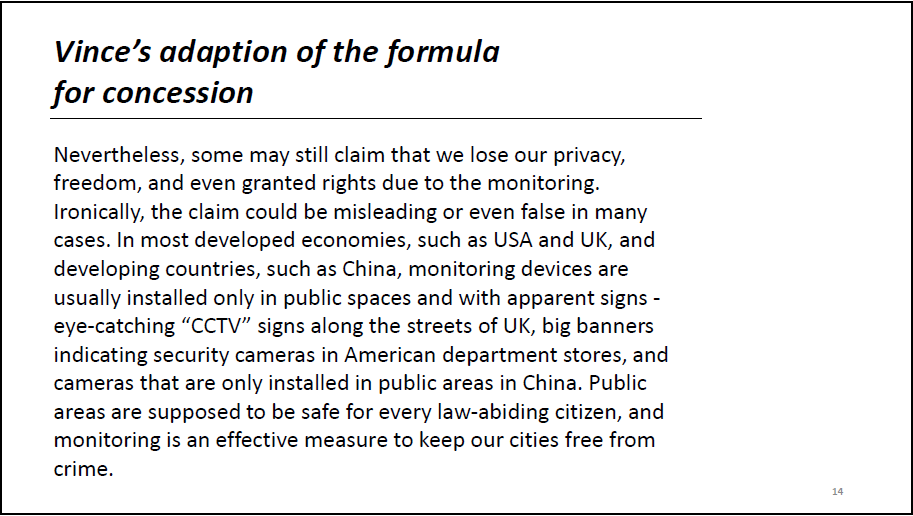 Vince’s adaption of the formula
for concession
Nevertheless, some may still claim that we lose our privacy,
freedom, and even granted rights due to the monitoring.
Ironically, the claim could be misleading or even false in many
cases. In most developed economies, such as USA and UK, and
developing countries, such as China, monitoring devices are
usually installed only in public spaces and with apparent signs -
eye-catching “CCTV” signs along the streets of UK, big banners
indicating security cameras in American department stores, and
cameras that are only installed in public areas in China. Public
areas are supposed to be safe for every law-abiding citizen, and
monitoring is an effective measure to keep our cities free from
crime.
14